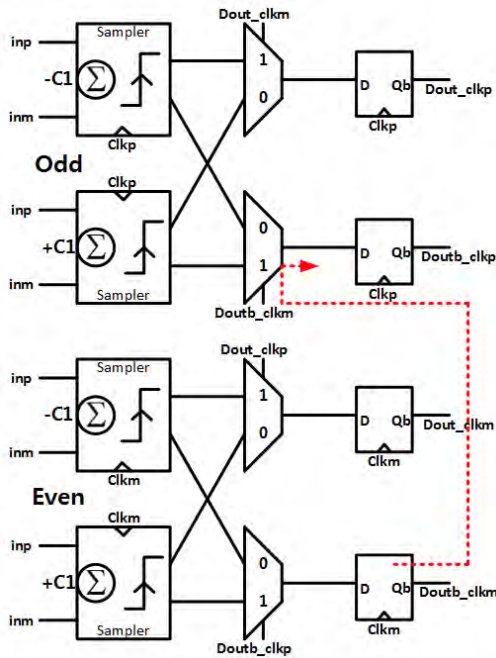 Dout_clkm
Sampler
inp
-C1 Σ
inm
Clkp
1
0
D Qb
Clkp
Dout_clkp
Odd
Clkp
inp
+C1 Σ
inm
Sampler
0
1
Doutb_clkm
D Qb
Clkp
Doutb_clkp
Dout_clkp
Sampler
inp
-C1 Σ
inm
Clkm
1
0
D Qb
Clkm
Dout_clkm
Even
Clkm
inp
+C1 Σ
inm
Sampler
0
1
Doutb_clkp
D Qb
Clkm
Doutb_clkm